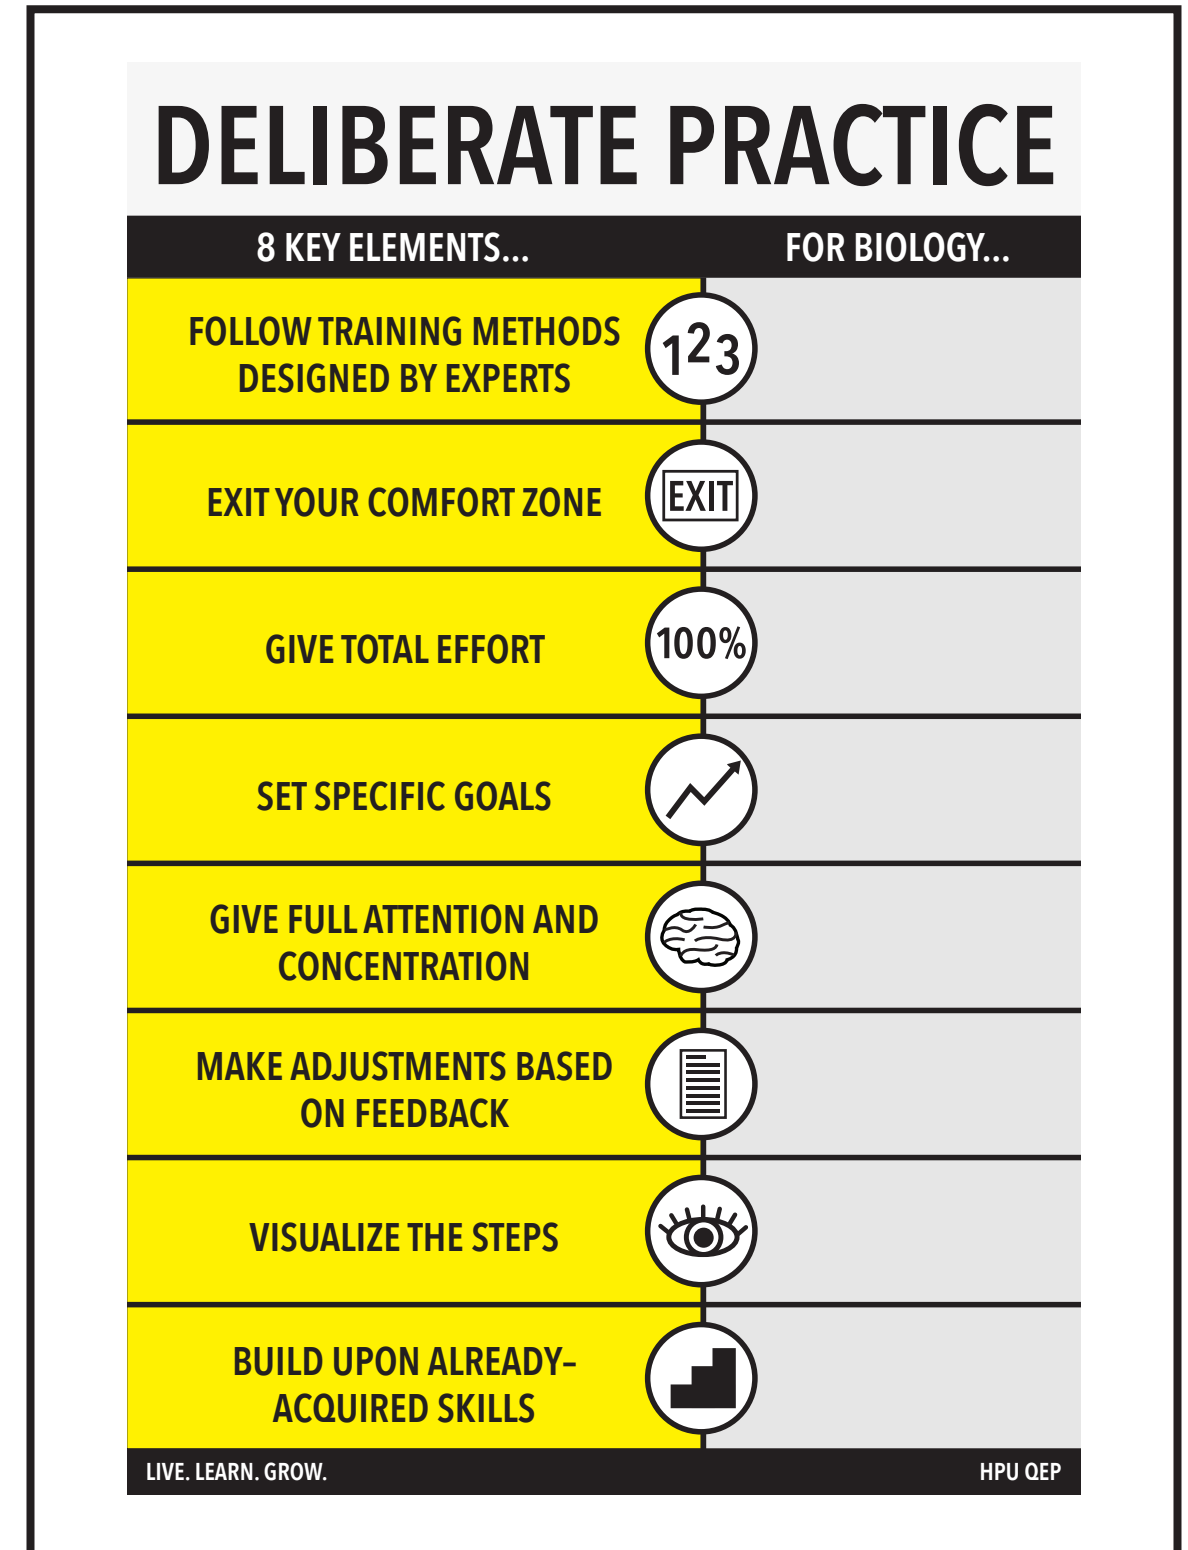 DELIBERATE PRACTICE
8 KEY ELEMENTS...
FOR BIOLOGY...
FOLLOW TRAINING METHODS
DESIGNED BY EXPERTS
123
EXIT YOUR COMFORT ZONE
EXIT
GIVE TOTAL EFFORT
100%
SET SPECIFIC GOALS
GIVE FULL ATTENTION AND
CONCENTRATION
MAKE ADJUSTMENTS BASED
ON FEEDBACK
VISUALIZE THE STEPS
BUILD UPON ALREADY–
ACQUIRED SKILLS
LIVE. LEARN. GROW.
HPU QEP